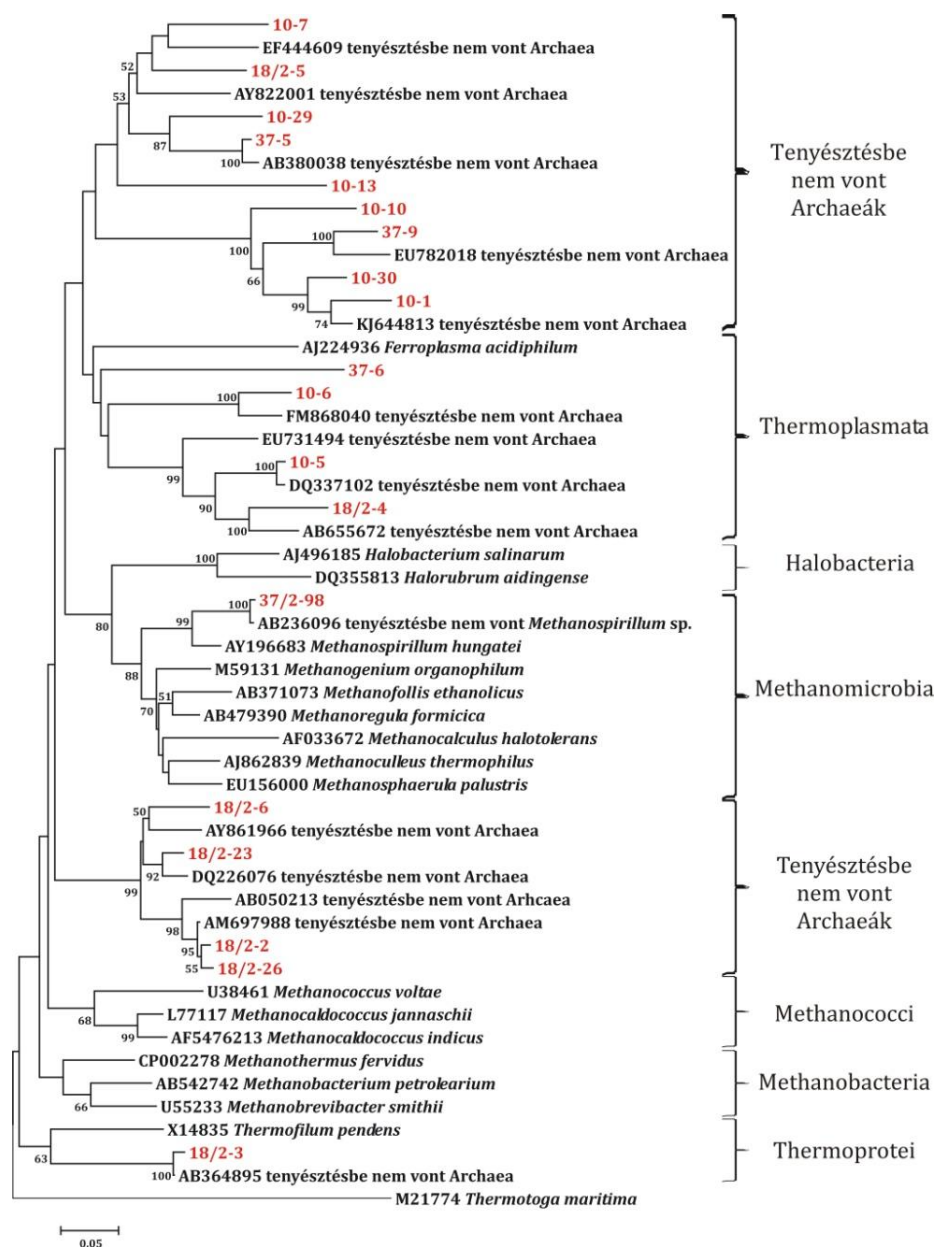 10-7
EF444609 tenyésztésbe nem vont Archaea
52
18/2-5
53
AY822001 tenyésztésbe nem vont Archaea
10-29
87
37-5
100
AB380038 tenyésztésbe nem vont Archaea
10-13
Tenyésztésbe
nem vont
Archaeák
10-10
100
100
37-9
EU782018 tenyésztésbe nem vont Archaea
66
10-30
99
10-1
74
KJ644813 tenyésztésbe nem vont Archaea
AJ224936 Ferroplasma acidiphilum
37-6
100
10-6
FM868040 tenyésztésbe nem vont Archaea
Thermoplasmata
EU731494 tenyésztésbe nem vont Archaea
99
100
10-5
DQ337102 tenyésztésbe nem vont Archaea
90
18/2-4
100
AB655672 tenyésztésbe nem vont Archaea
100
AJ496185 Halobacterium salinarum
Halobacteria
DQ355813 Halorubrum aidingense
80
100
37/2-98
99
AB236096 tenyésztésbe nem vont Methanospirillum sp.
AY196683 Methanospirillum hungatei
88
M59131 Methanogenium organophilum
51
AB371073 Methanofollis ethanolicus
Methanomicrobia
70
AB479390 Methanoregula formicica
AF033672 Methanocalculus halotolerans
AJ862839 Methanoculleus thermophilus
EU156000 Methanosphaerula palustris
50
18/2-6
AY861966 tenyésztésbe nem vont Archaea
18/2-23
92
DQ226076 tenyésztésbe nem vont Archaea
99
Tenyésztésbe
nem vont
Archaeák
AB050213 tenyésztésbe nem vont Arhcaea
98
AM697988 tenyésztésbe nem vont Archaea
95
18/2-2
55
18/2-26
U38461 Methanococcus voltae
68
L77117 Methanocaldococcus jannaschii
Methanococci
99
AF5476213 Methanocaldococcus indicus
CP002278 Methanothermus fervidus
AB542742 Methanobacterium petrolearium
Methanobacteria
66
U55233 Methanobrevibacter smithii
X14835 Thermofilum pendens
63
18/2-3
Thermoprotei
100
AB364895 tenyésztésbe nem vont Archaea
M21774 Thermotoga maritima
0.05